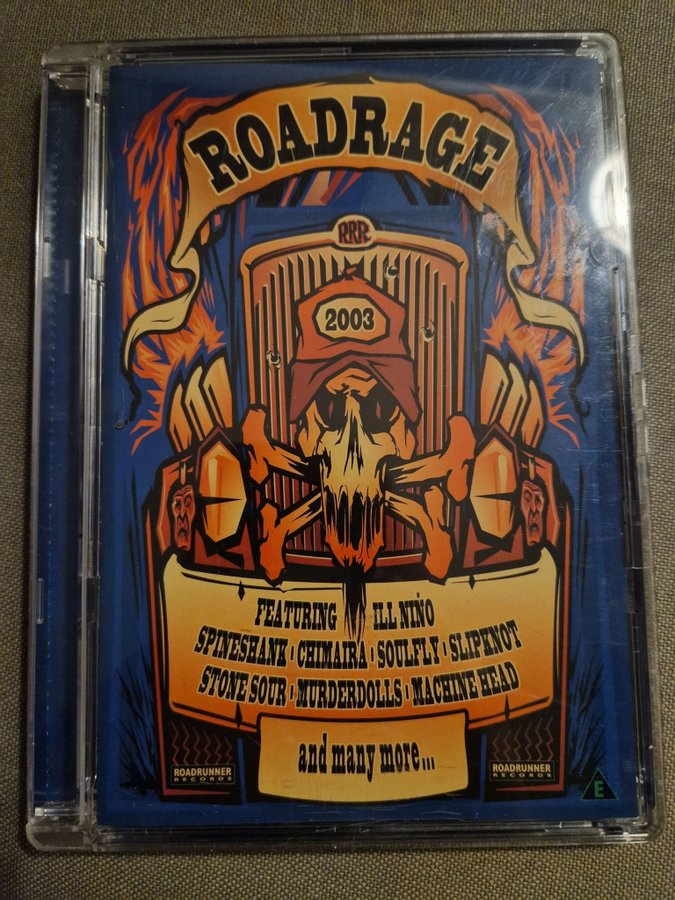 ROADRAGE
RRR
2003
FEATURING ILL NIÑO
SPINESHANK · CHIMAIRA · SOULFLY · SLIPKNOT
STONE SOUR · MURDERDOLLS · MACHINE HEAD
and many more...
ROADRUNNER
RECORDS
ROADRUNNER
RECORDS
E